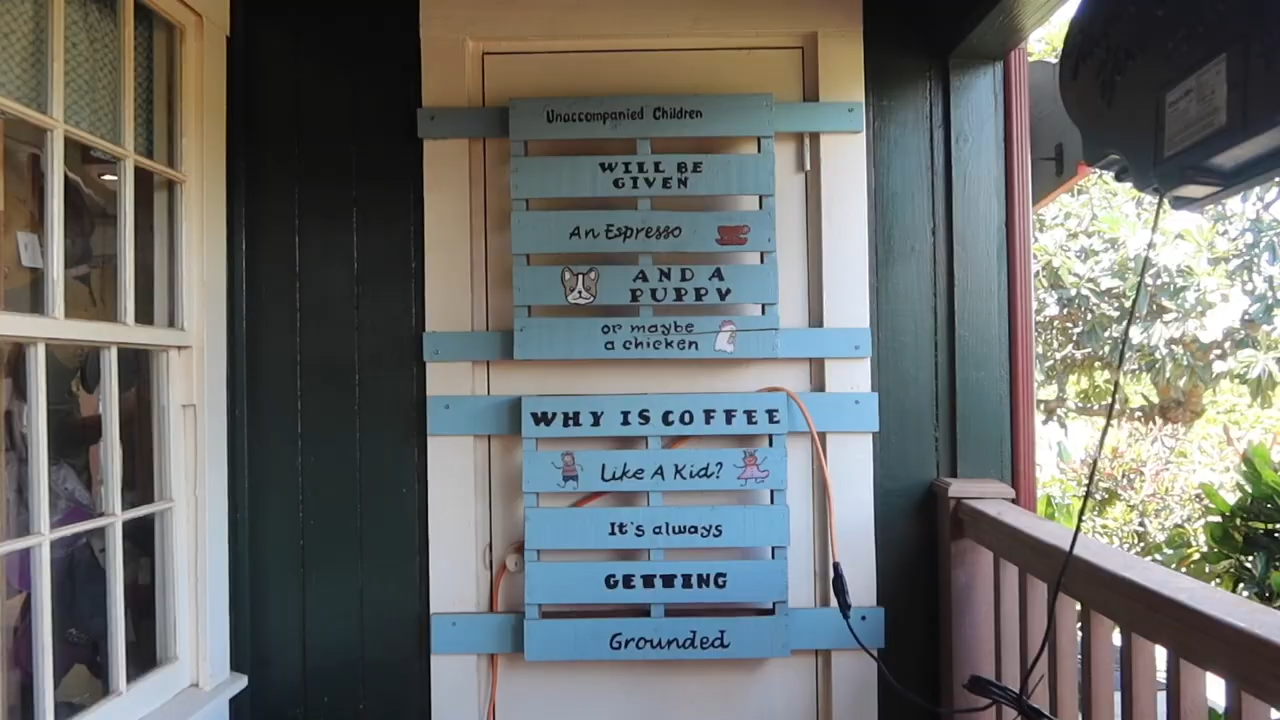 Unaccompanied Children
WILL BE
GIVEN
An Espresso
AND A
PUPPY
or maybe
a chicken
WHY IS COFFEE
Like A Kid?
It's always
GETTING
Grounded